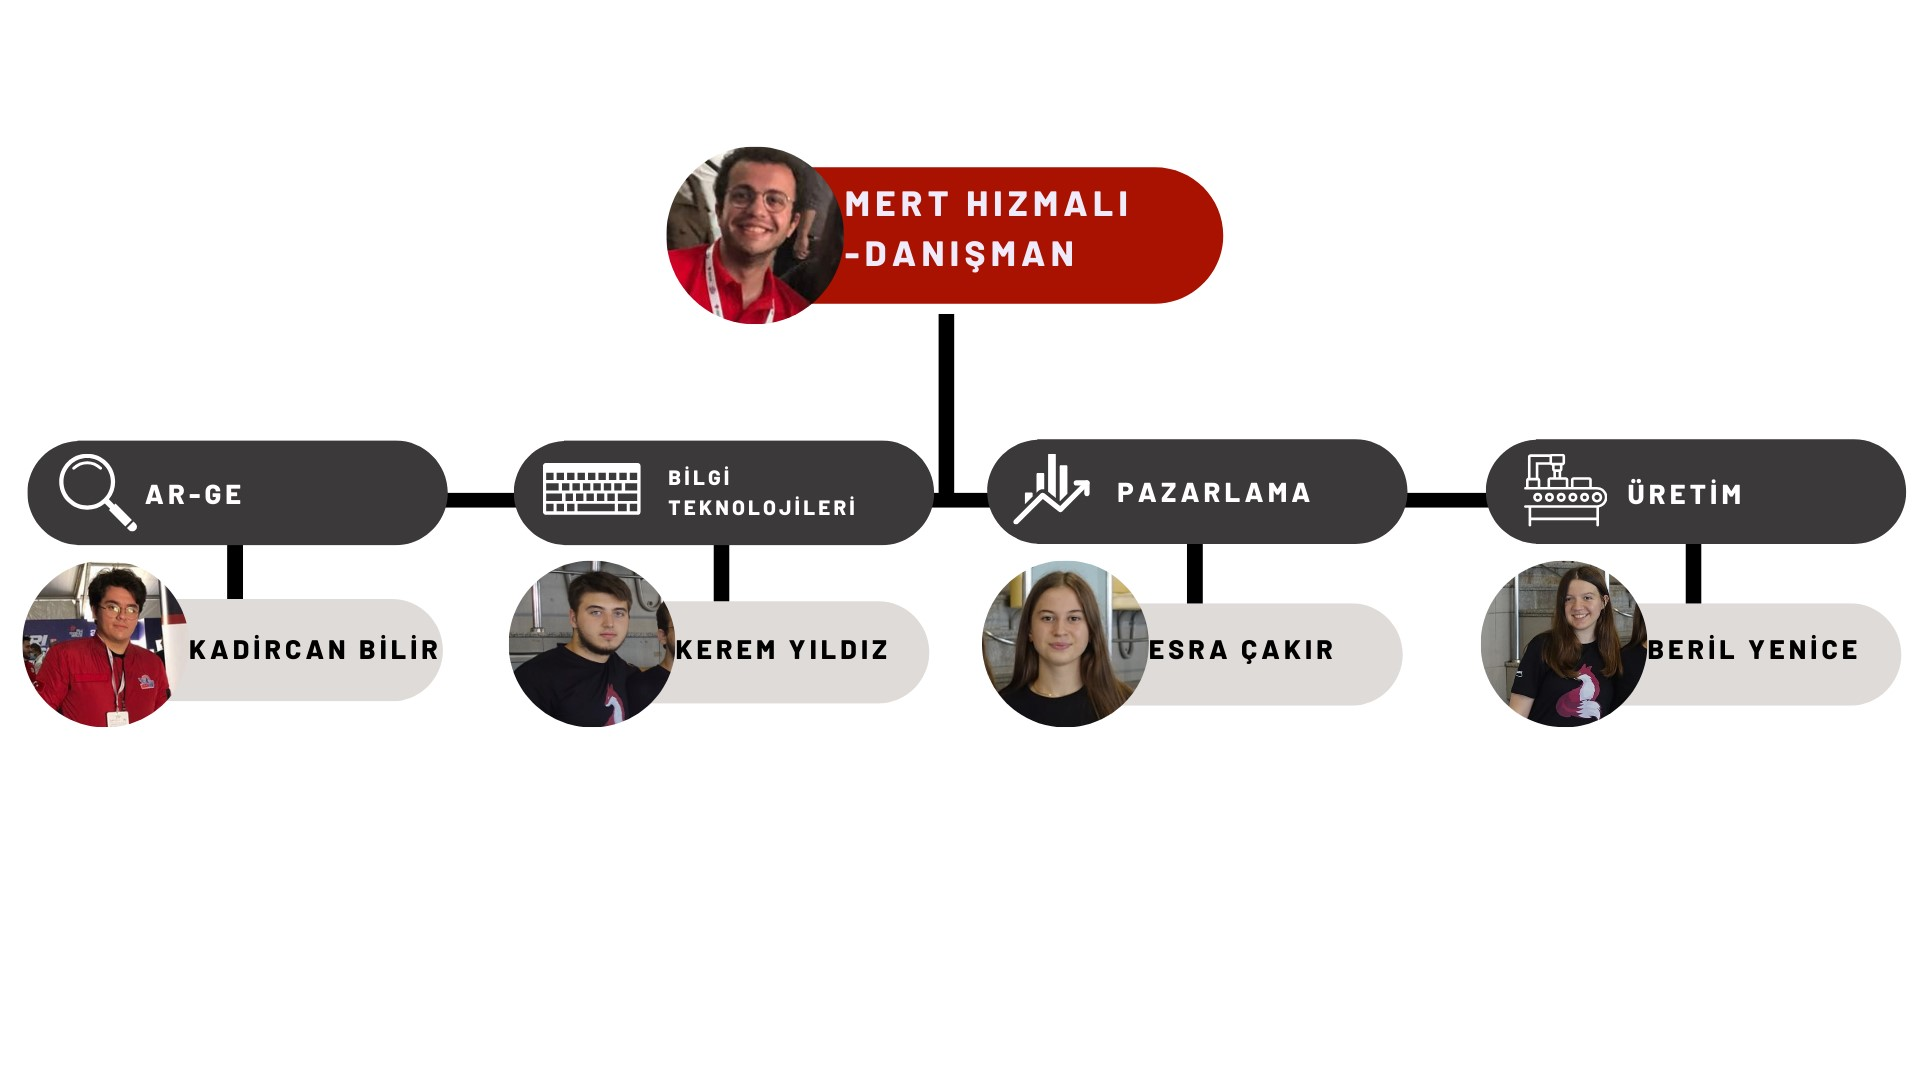 MERT HIZMALI
-DANIŞMAN
AR-GE
BİLGİ
TEKNOLOJİLERİ
PAZARLAMA
ÜRETİM
KADİRCAN BİLİR
KEREM YILDIZ
ESRA ÇAKIR
BERİL YENİCE